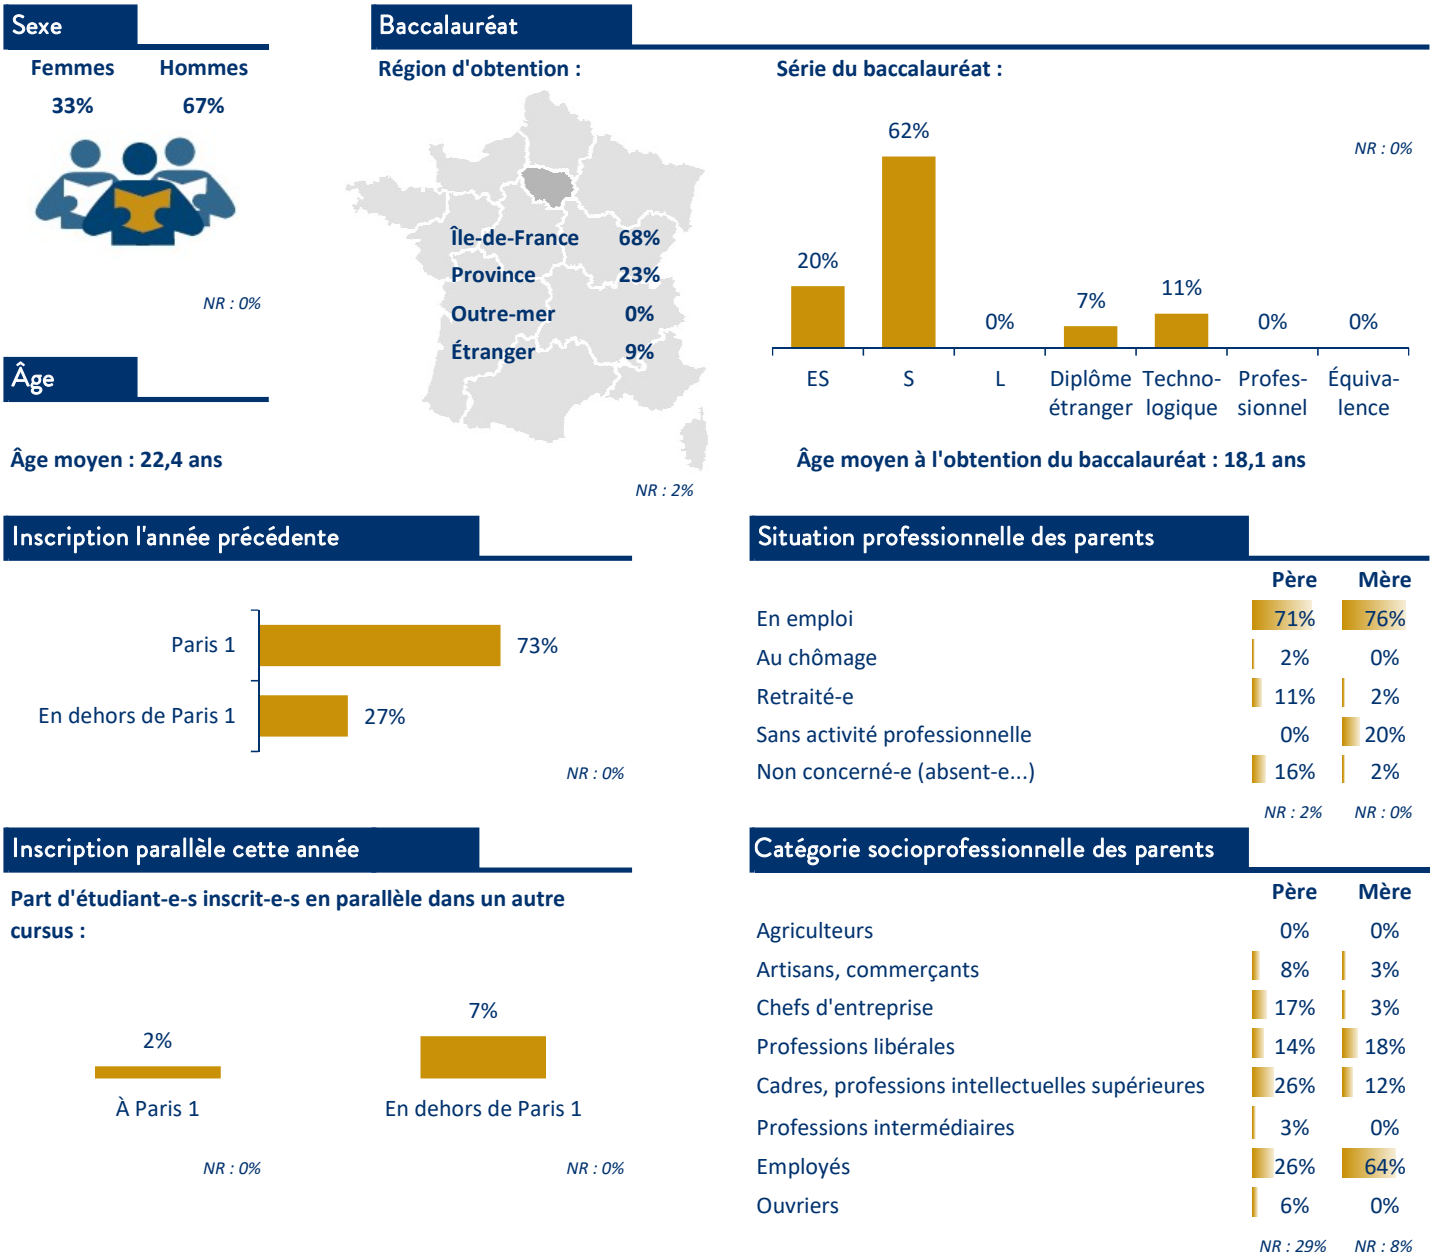 Sexe
Femmes Hommes
33% 67%
NR : 0%
Âge
Âge moyen : 22,4 ans
Baccalauréat
Région d'obtention :
Île-de-France 68%
Province 23%
Outre-mer 0%
Étranger 9%
NR : 2%
Série du baccalauréat :
NR : 0%
20% 62% 0% 7% 11% 0% 0%
ES S L Diplôme Techno- Profes- Équiva-
étranger logique sionnel lence
Âge moyen à l'obtention du baccalauréat : 18,1 ans
Inscription l'année précédente
Paris 1 73%
En dehors de Paris 1 27%
NR : 0%
Situation professionnelle des parents
Père Mère
En emploi 71% 76%
Au chômage 2% 0%
Retraité-e 11% 2%
Sans activité professionnelle 0% 20%
Non concerné-e (absent-e...) 16% 2%
NR : 2% NR : 0%
Inscription parallèle cette année
Part d'étudiant-e-s inscrit-e-s en parallèle dans un autre
cursus :
2% 7%
À Paris 1 En dehors de Paris 1
NR : 0% NR : 0%
Catégorie socioprofessionnelle des parents
Père Mère
Agriculteurs 0% 0%
Artisans, commerçants 8% 3%
Chefs d'entreprise 17% 3%
Professions libérales 14% 18%
Cadres, professions intellectuelles supérieures 26% 12%
Professions intermédiaires 3% 0%
Employés 26% 64%
Ouvriers 6% 0%
NR : 29% NR : 8%